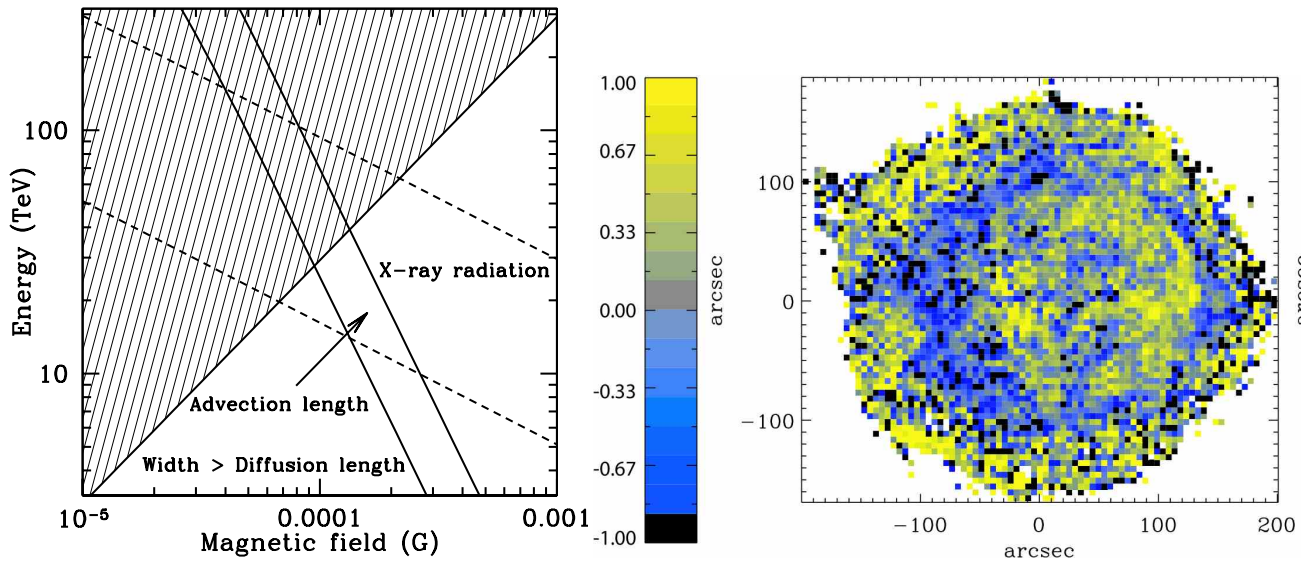 Energy (TeV)
100
10
X-ray radiation
Advection length
Width > Diffusion length
10⁻⁵
0.0001
0.001
Magnetic field (G)
1.00
0.67
0.33
0.00
-0.33
-0.67
-1.00
arcsec
100
0
-100
-100
0
100
200
arcsec